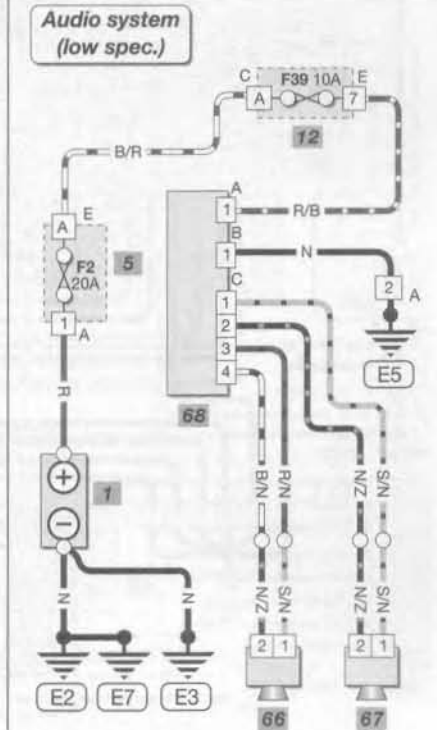 Audio system
(low spec.)
C F39 10A E
A 7
12
B/R
A
1 R/B
B
1 N
C
1
2
3
4
2 A
E5
A E
F2
20A
5
1 A
68
R
+
1
−
B/N R/N N/Z S/N
N N
N/Z S/N N/Z S/N
2 1 2 1
E2 E7 E3
66 67